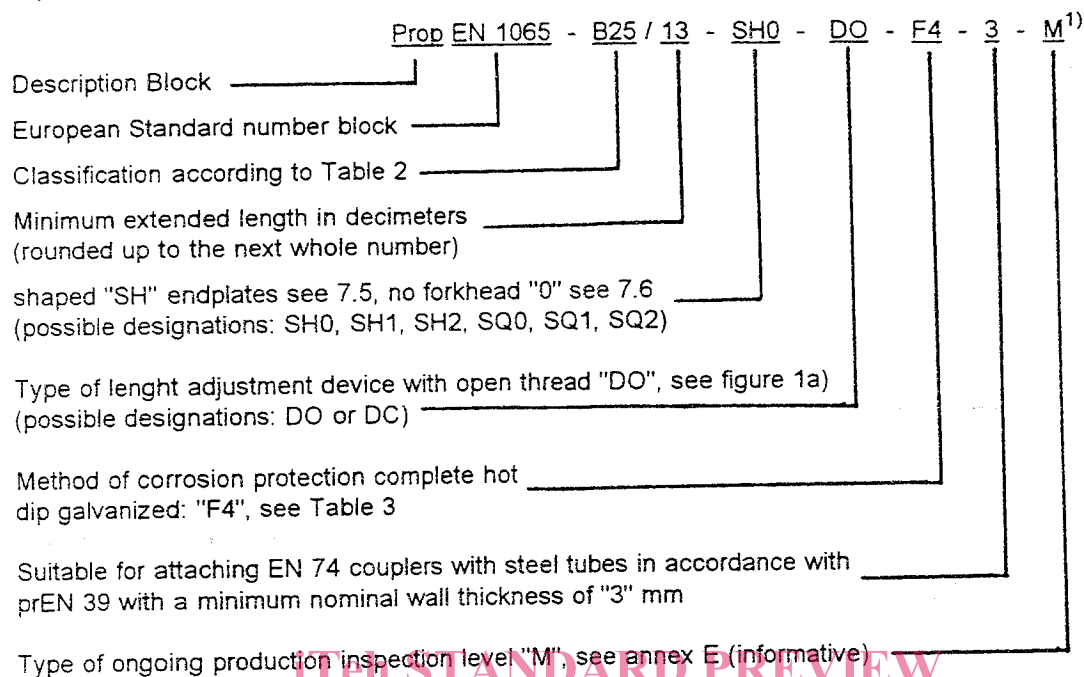 Prop EN 1065 - B25 / 13 - SH0 - DO - F4 - 3 - M1)
Description Block
European Standard number block
Classification according to Table 2
Minimum extended length in decimeters
(rounded up to the next whole number)
shaped "SH" endplates see 7.5, no forkhead "0" see 7.6
(possible designations: SH0, SH1, SH2, SQ0, SQ1, SQ2)
Type of lenght adjustment device with open thread "DO", see figure 1a)
(possible designations: DO or DC)
Method of corrosion protection complete hot
dip galvanized: "F4", see Table 3
Suitable for attaching EN 74 couplers with steel tubes in accordance with
prEN 39 with a minimum nominal wall thickness of "3" mm
Type of ongoing production inspection level "M", see annex E (informative)
iTeh STANDARD PREVIEW